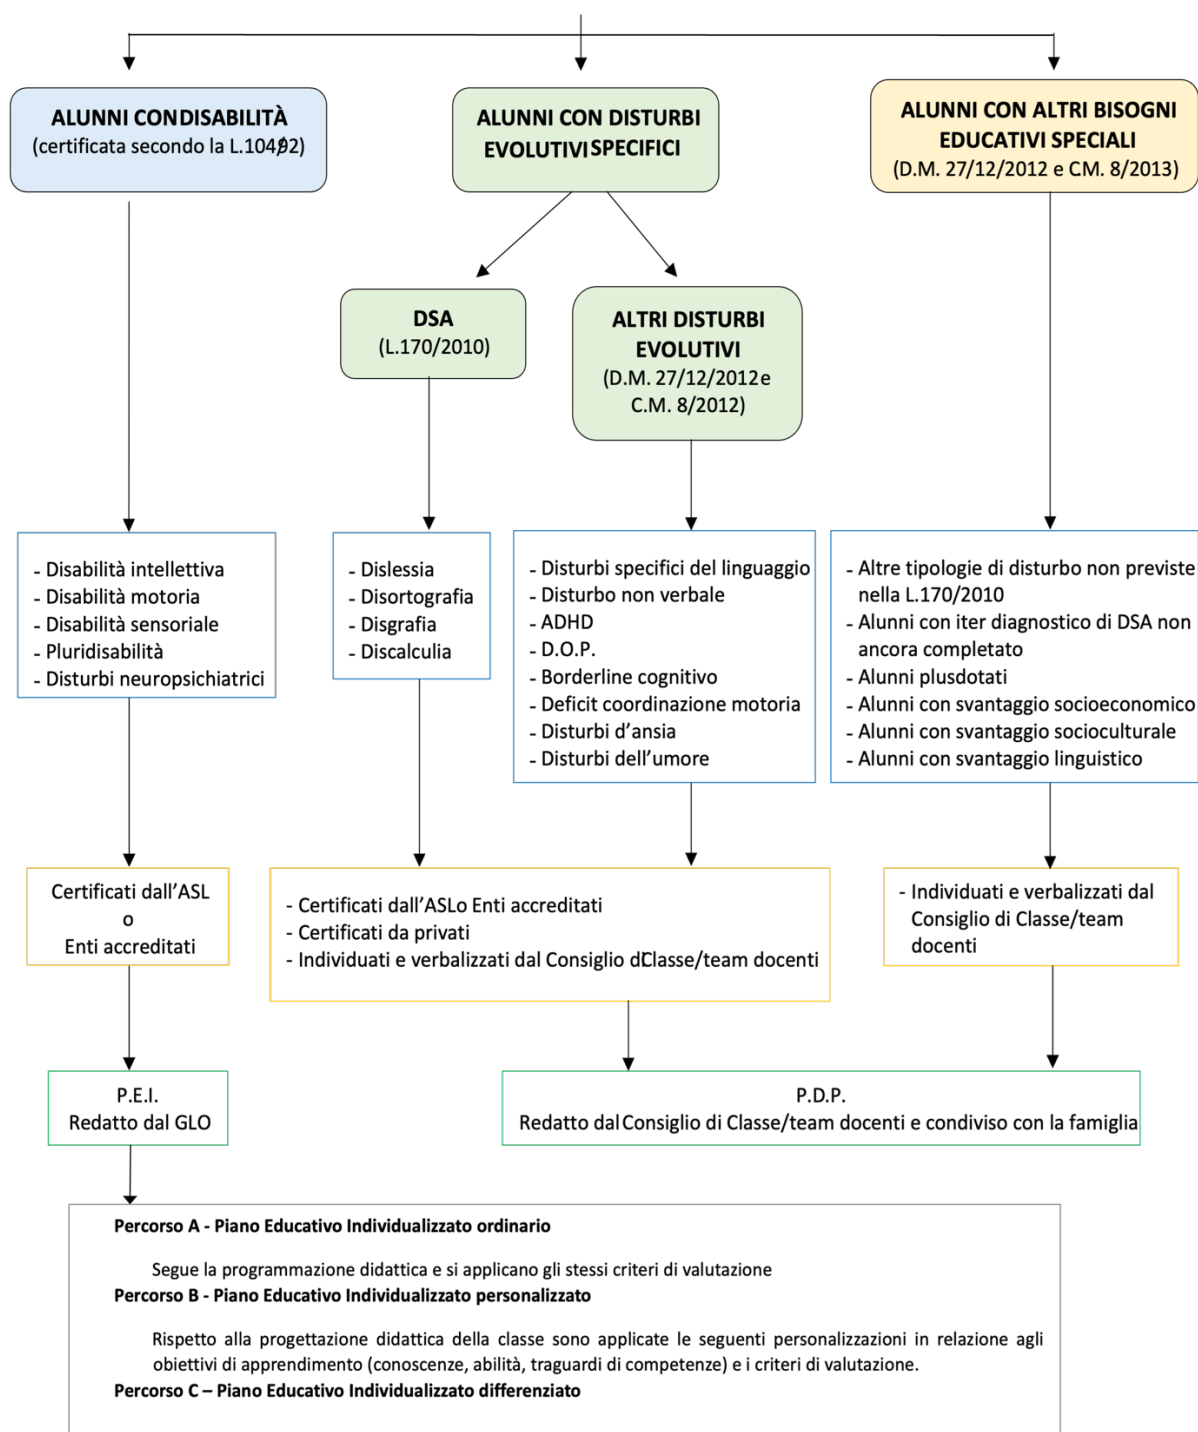 ALUNNI CONDISABILITÀ
(certificata secondo la L.104/92)
ALUNNI CON DISTURBI
EVOLUTIVI SPECIFICI
ALUNNI CON ALTRI BISOGNI
EDUCATIVI SPECIALI
(D.M. 27/12/2012 e CM. 8/2013)
DSA
(L.170/2010)
ALTRI DISTURBI
EVOLUTIVI
(D.M. 27/12/2012 e
C.M. 8/2012)
- Disabilità intellettiva
- Disabilità motoria
- Disabilità sensoriale
- Pluridisabilità
- Disturbi neuropsichiatrici
- Dislessia
- Disortografia
- Disgrafia
- Discalculia
- Disturbi specifici del linguaggio
- Disturbo non verbale
- ADHD
- D.O.P.
- Borderline cognitivo
- Deficit coordinazione motoria
- Disturbi d'ansia
- Disturbi dell'umore
- Altre tipologie di disturbo non previste
nella L.170/2010
- Alunni con iter diagnostico di DSA non
ancora completato
- Alunni plusdotati
- Alunni con svantaggio socioeconomico
- Alunni con svantaggio socioculturale
- Alunni con svantaggio linguistico
Certificati dall'ASL
o
Enti accreditati
- Certificati dall'ASLo Enti accreditati
- Certificati da privati
- Individuati e verbalizzati dal Consiglio di Classe/team docenti
- Individuati e verbalizzati dal
Consiglio di Classe/team
docenti
P.E.I.
Redatto dal GLO
P.D.P.
Redatto dal Consiglio di Classe/team docenti e condiviso con la famiglia
Percorso A - Piano Educativo Individualizzato ordinario
Segue la programmazione didattica e si applicano gli stessi criteri di valutazione
Percorso B - Piano Educativo Individualizzato personalizzato
Rispetto alla progettazione didattica della classe sono applicate le seguenti personalizzazioni in relazione agli
obiettivi di apprendimento (conoscenze, abilità, traguardi di competenze) e i criteri di valutazione.
Percorso C – Piano Educativo Individualizzato differenziato